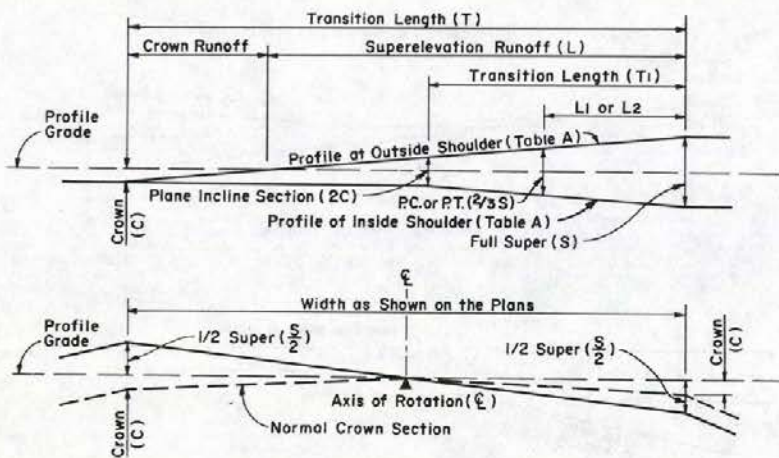 Transition Length (T)
Crown Runoff
Superelevation Runoff (L)
Transition Length (T1)
L1 or L2
Profile
Grade
Profile at Outside Shoulder (Table A)
Plane Incline Section (2C)
P.C. or P.T. (2/3 S)
Profile of Inside Shoulder (Table A)
Full Super (S)
Crown
(C)
℄
Width as Shown on the Plans
Profile
Grade
1/2 Super (S/2)
1/2 Super (S/2)
Crown
(C)
Axis of Rotation (℄)
Normal Crown Section
Crown
(C)